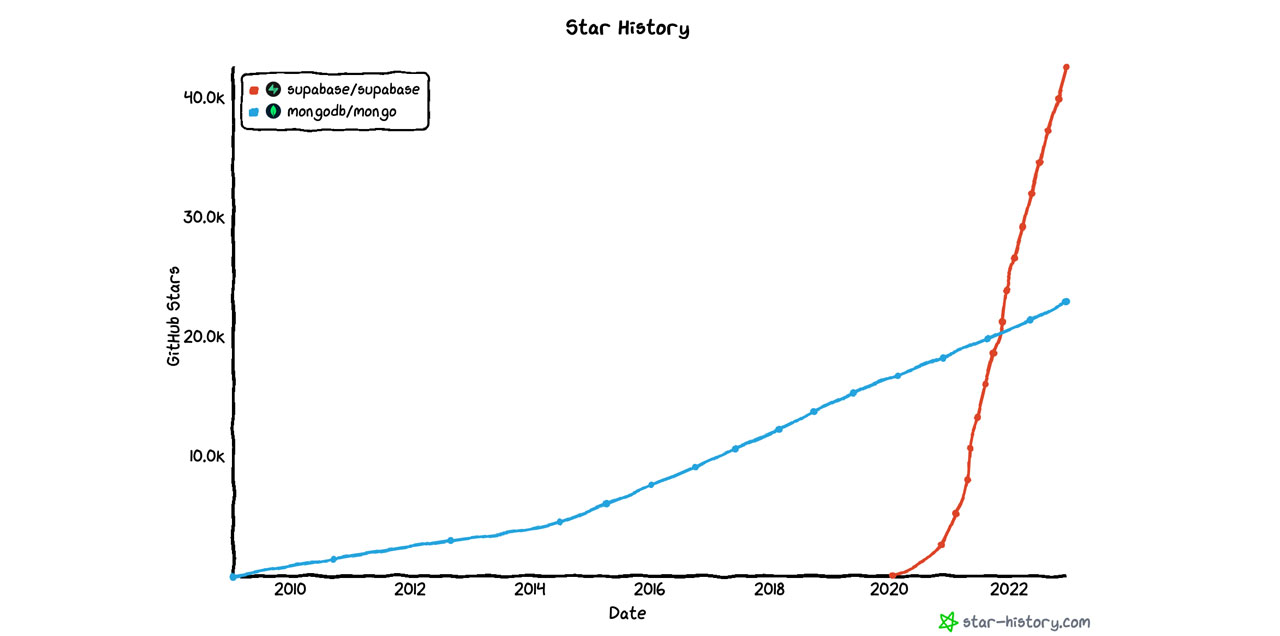 Star History
supabase/supabase
mongodb/mongo
40.0k
30.0k
20.0k
10.0k
GitHub Stars
2010 2012 2014 2016 2018 2020 2022
Date
star-history.com